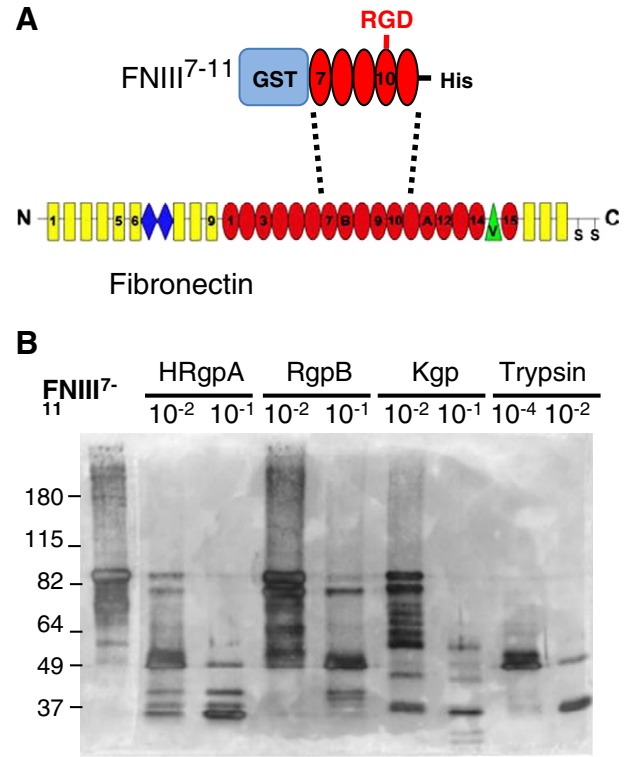 A
RGD
FNIII7-11 GST 7 10 His
N 1 5 6 9 1 3 7 B 9 10 A 12 14 V 15 S S C
Fibronectin
B
FNIII7-
11
HRgpA RgpB Kgp Trypsin
10-2 10-1 10-2 10-1 10-2 10-1 10-4 10-2
180
115
82
64
49
37